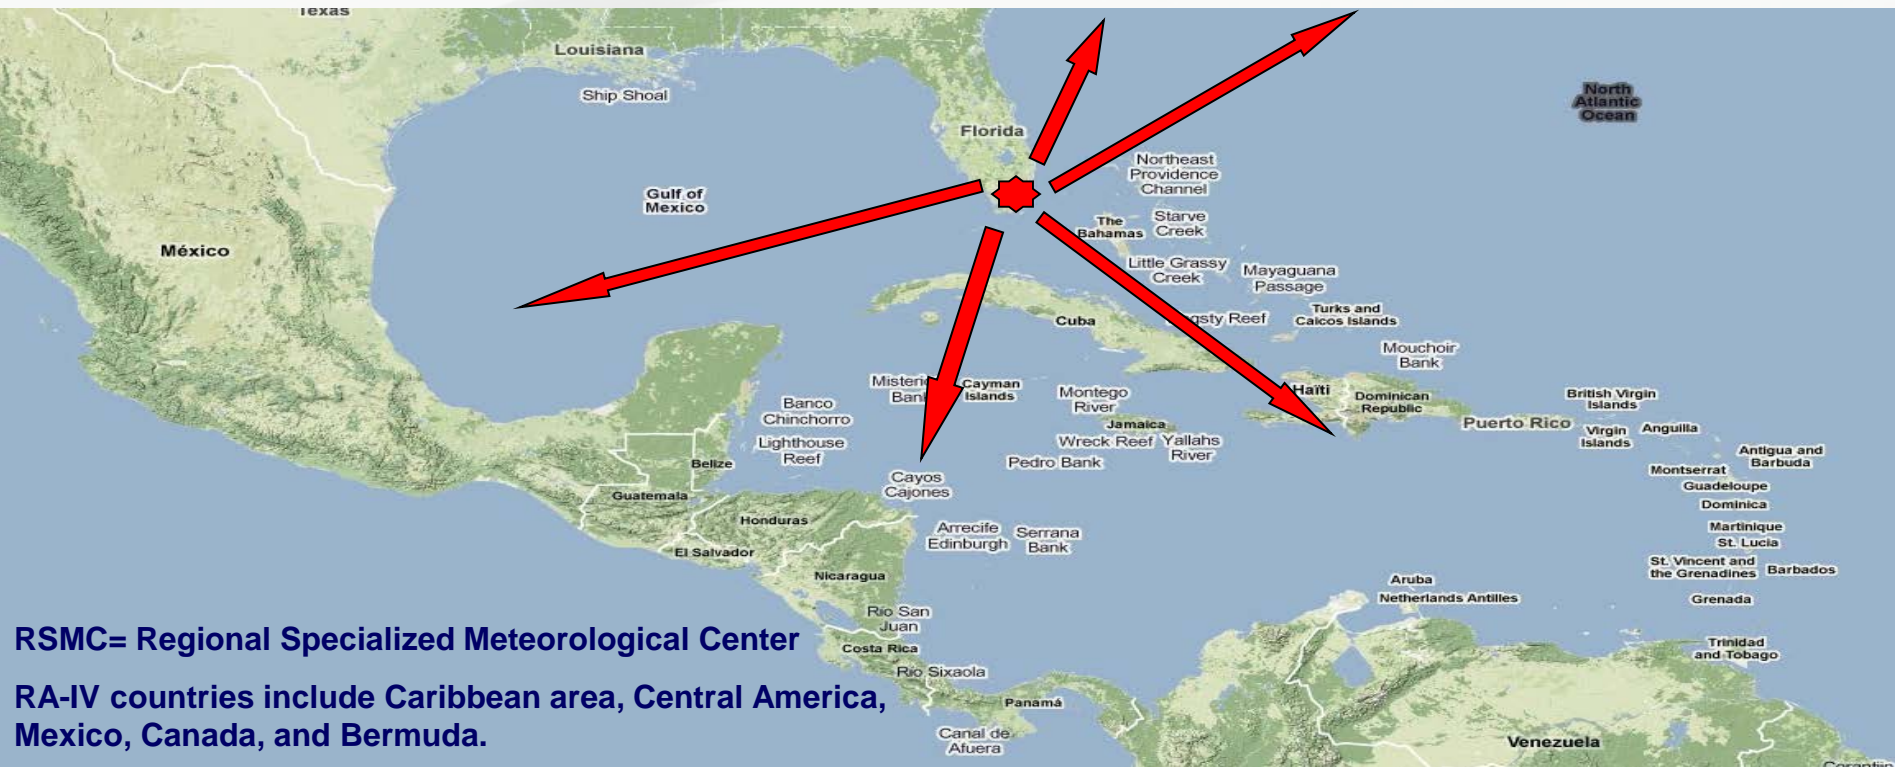 Texas
Louisiana
Ship Shoal
North
Atlantic
Ocean
Florida
Northeast
Providence
Channel
Gulf of
Mexico
The
Bahamas
Starve
Creek
México
Little Grassy
Creek
Mayaguana
Passage
Turks and
Caicos Islands
Cuba
Reef
Mouchoir
Bank
Cayman
Islands
Montego
River
Haïti
Dominican
Republic
British Virgin
Islands
Banco
Chinchorro
Jamaica
Puerto Rico
Virgin
Islands
Anguilla
Lighthouse
Reef
Wreck Reef
Yallahs
River
Pedro Bank
Belize
Antigua and
Barbuda
Montserrat
Guadeloupe
Cayos
Cajones
Guatemala
Dominica
Honduras
Arrecife
Edinburgh
Serrana
Bank
Martinique
St. Lucia
El Salvador
St. Vincent and
the Grenadines
Barbados
Nicaragua
Aruba
Netherlands Antilles
Grenada
Río San
Juan
Costa Rica
Trinidad
and Tobago
Río Sixaola
Panamá
Canal de
Afuera
Venezuela
RSMC= Regional Specialized Meteorological Center
RA-IV countries include Caribbean area, Central America,
Mexico, Canada, and Bermuda.